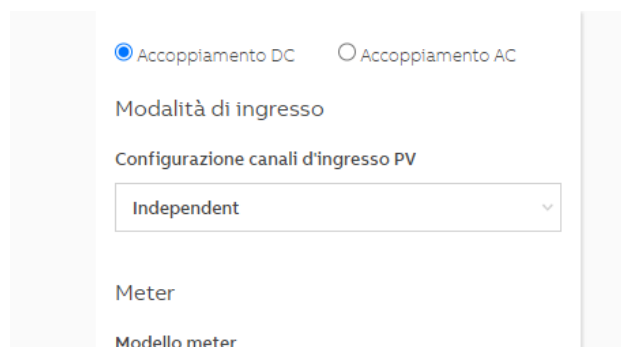 Accoppiamento DC Accoppiamento AC
Modalità di ingresso
Configurazione canali d'ingresso PV
Independent
Meter
Modello meter